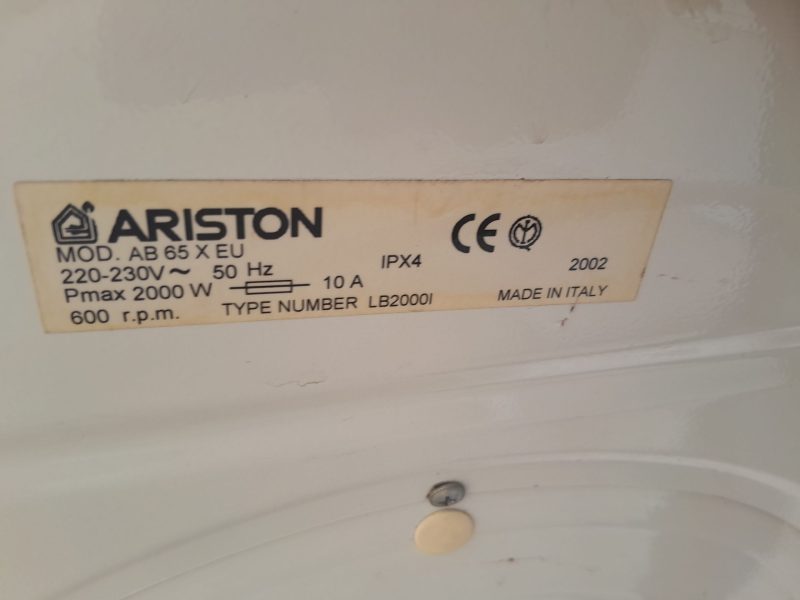 ARISTON
MOD. AB 65 X EU
220-230V~ 50 Hz IPX4 CE 2002
Pmax 2000 W 10 A
600 r.p.m. TYPE NUMBER LB2000I MADE IN ITALY